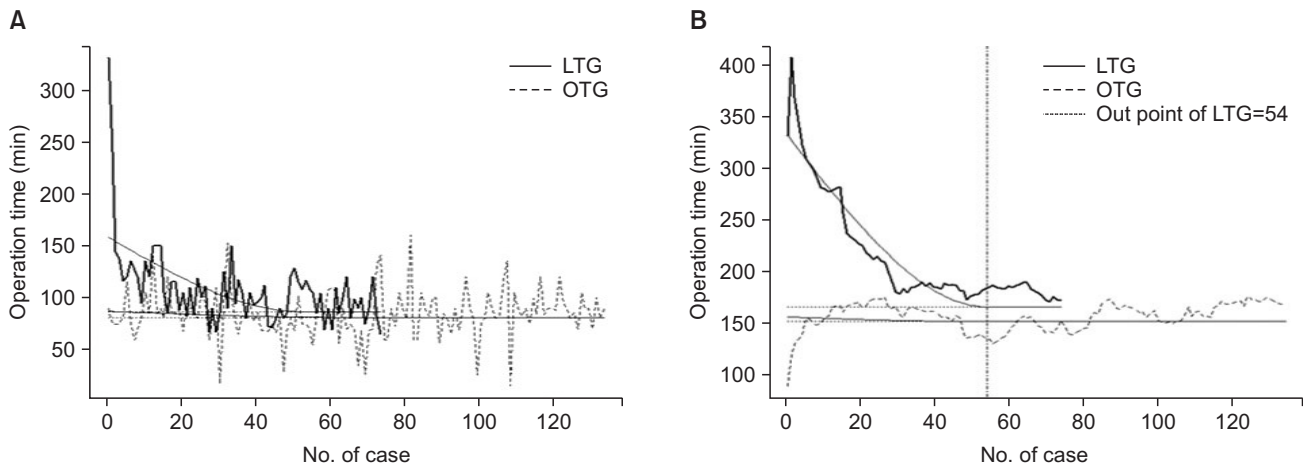 A
Operation time (min)
300
250
200
150
100
50
0
20
40
60
80
100
120
No. of case
LTG
OTG
B
Operation time (min)
400
350
300
250
200
150
100
0
20
40
60
80
100
120
No. of case
LTG
OTG
Out point of LTG=54